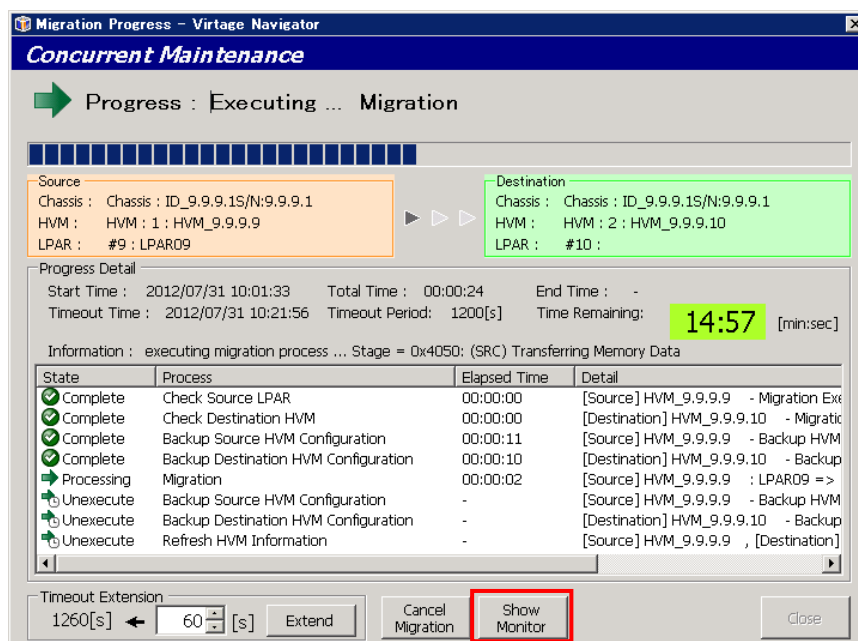 Migration Progress - Virtage Navigator
Concurrent Maintenance
Progress : Executing ... Migration
Source
Chassis : Chassis : ID_9.9.9.1S/N:9.9.9.1
HVM : HVM : 1 : HVM_9.9.9.9
LPAR : #9 : LPAR09
Destination
Chassis : Chassis : ID_9.9.9.1S/N:9.9.9.1
HVM : HVM : 2 : HVM_9.9.9.10
LPAR : #10 :
Progress Detail
Start Time : 2012/07/31 10:01:33 Total Time : 00:00:24 End Time : -
Timeout Time : 2012/07/31 10:21:56 Timeout Period: 1200[s] Time Remaining: 14:57 [min:sec]
Information : executing migration process ... Stage = 0x4050: (SRC) Transferring Memory Data
State Process Elapsed Time Detail
Complete Check Source LPAR 00:00:00 [Source] HVM_9.9.9.9 - Migration Exe
Complete Check Destination HVM 00:00:00 [Destination] HVM_9.9.9.10 - Migratic
Complete Backup Source HVM Configuration 00:00:11 [Source] HVM_9.9.9.9 - Backup HVM
Complete Backup Destination HVM Configuration 00:00:10 [Destination] HVM_9.9.9.10 - Backup
Processing Migration 00:00:02 [Source] HVM_9.9.9.9 : LPAR09 =>
Unexecute Backup Source HVM Configuration - [Source] HVM_9.9.9.9 - Backup HVM
Unexecute Backup Destination HVM Configuration - [Destination] HVM_9.9.9.10 - Backup
Unexecute Refresh HVM Information - [Source] HVM_9.9.9.9 , [Destination]
Timeout Extension
1260[s] 60 [s] Extend
Cancel Migration
Show Monitor
Close